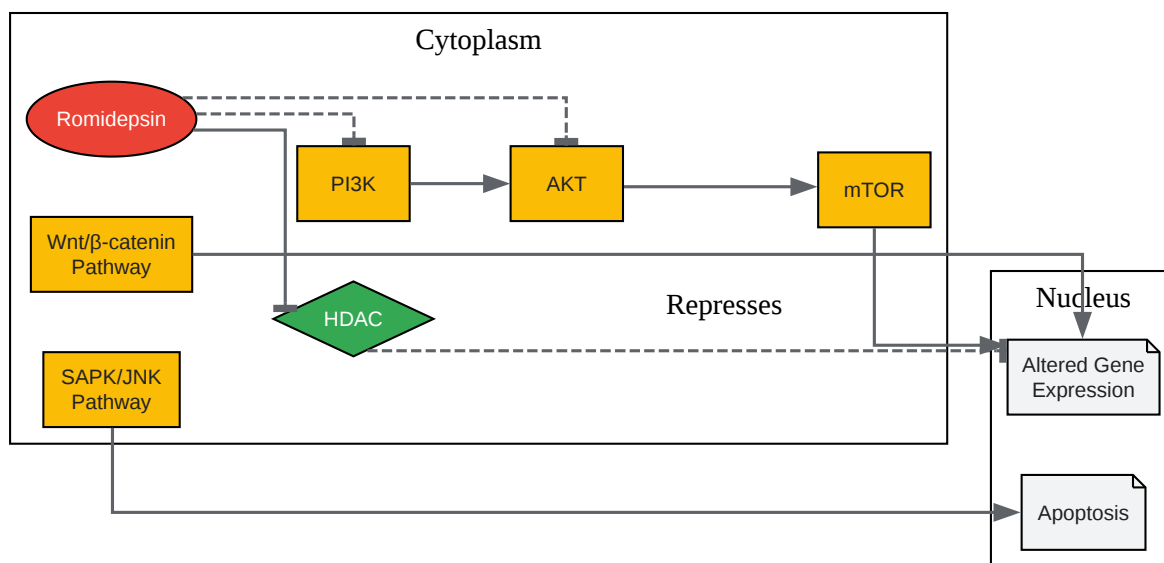 Cytoplasm
Romidepsin
PI3K
AKT
mTOR
Wnt/β-catenin
Pathway
HDAC
Represses
Nucleus
Altered Gene
Expression
SAPK/JNK
Pathway
Apoptosis